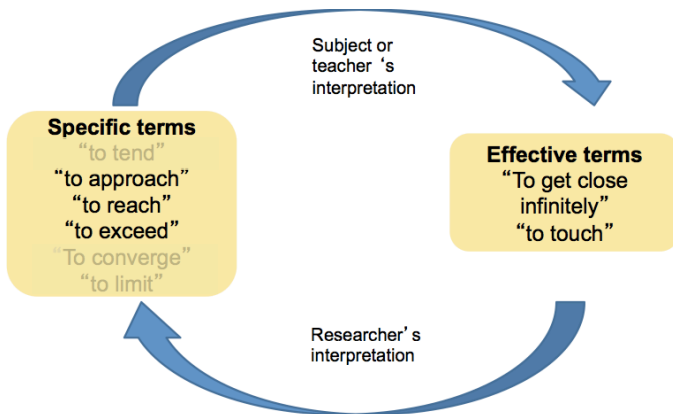 Subject or
teacher ‘s
interpretation
Specific terms
“to tend”
“to approach”
“to reach”
“to exceed”
“To converge”
“to limit”
Effective terms
“To get close
infinitely”
“to touch”
Researcher’s
interpretation